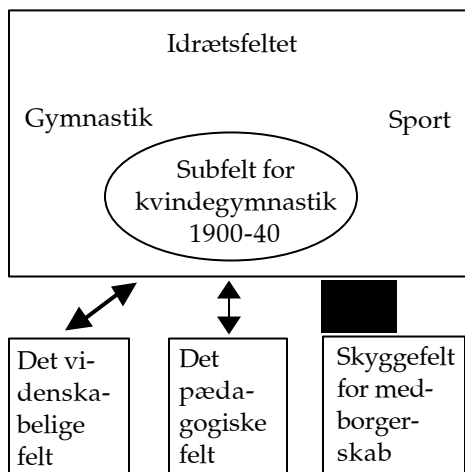 Idrætsfeltet
Gymnastik
Sport
Subfelt for
kvindegymnastik
1900-40
Det vi-
denska-
belige
felt
Det
pæda-
gogiske
felt
Skyggefelt
for med-
borger-
skab